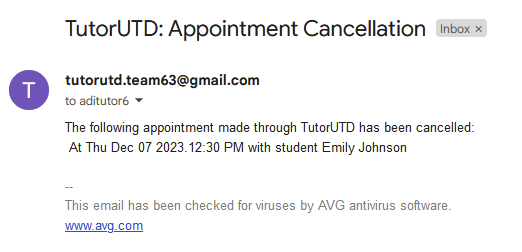 TutorUTD: Appointment Cancellation Inbox ×
T
tutorutd.team63@gmail.com
to aditutor6
The following appointment made through TutorUTD has been cancelled:
At Thu Dec 07 2023.12:30 PM with student Emily Johnson
--
This email has been checked for viruses by AVG antivirus software.
www.avg.com